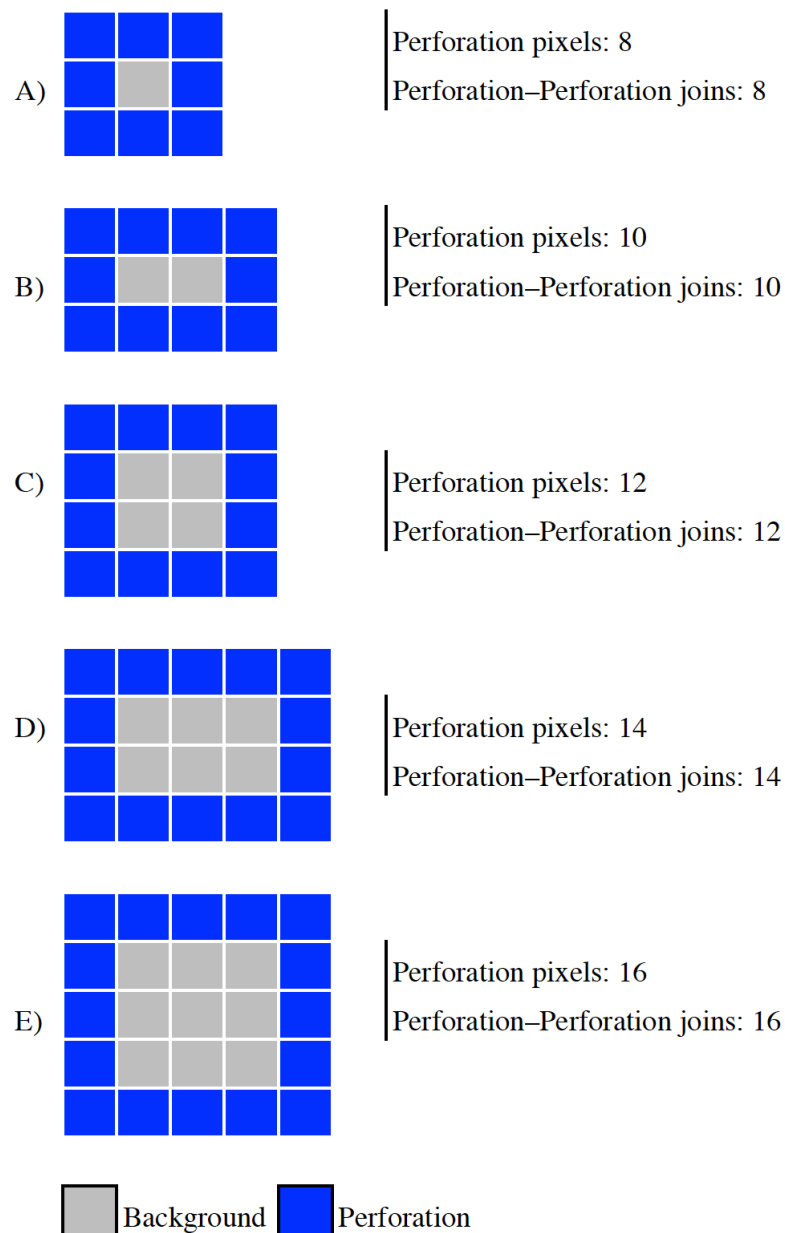 A)
Perforation pixels: 8
Perforation–Perforation joins: 8
B)
Perforation pixels: 10
Perforation–Perforation joins: 10
C)
Perforation pixels: 12
Perforation–Perforation joins: 12
D)
Perforation pixels: 14
Perforation–Perforation joins: 14
E)
Perforation pixels: 16
Perforation–Perforation joins: 16
Background Perforation